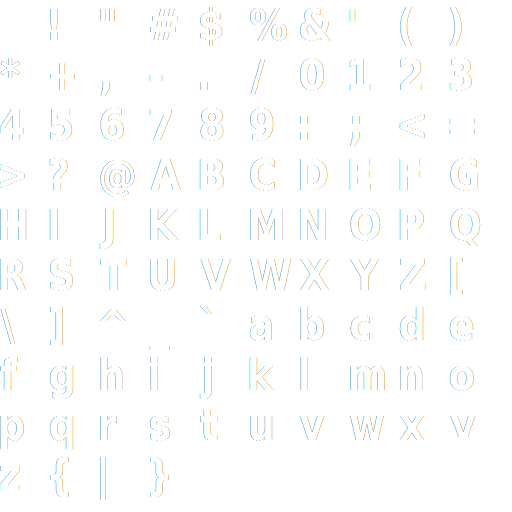 ! " # $ % & ' ( )
* + , - . / 0 1 2 3
4 5 6 7 8 9 : ; < =
> ? @ A B C D E F G
H I J K L M N O P Q
R S T U V W X Y Z [
\ ] ^ _ ` a b c d e
f g h i j k l m n o
p q r s t u v w x y
z { | }